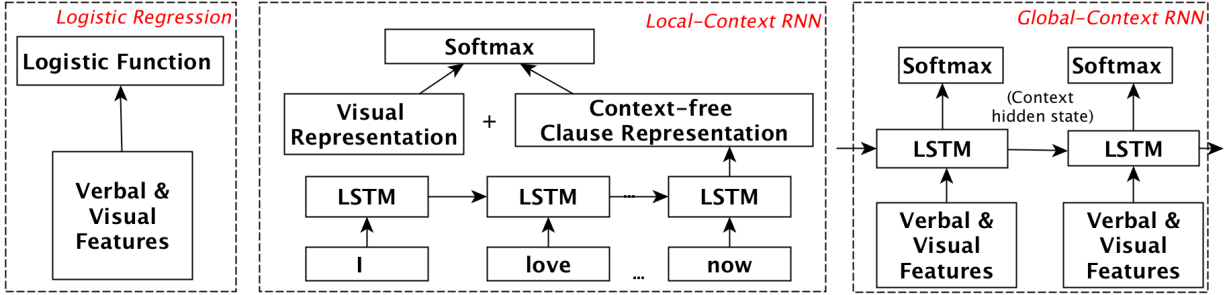 Logistic Regression
Logistic Function
Verbal &
Visual
Features
Local-Context RNN
Softmax
Visual
Representation
+
Context-free
Clause Representation
LSTM
LSTM
...
LSTM
I
love
...
now
Global-Context RNN
Softmax
Softmax
(Context
hidden state)
LSTM
LSTM
Verbal &
Visual
Features
Verbal &
Visual
Features